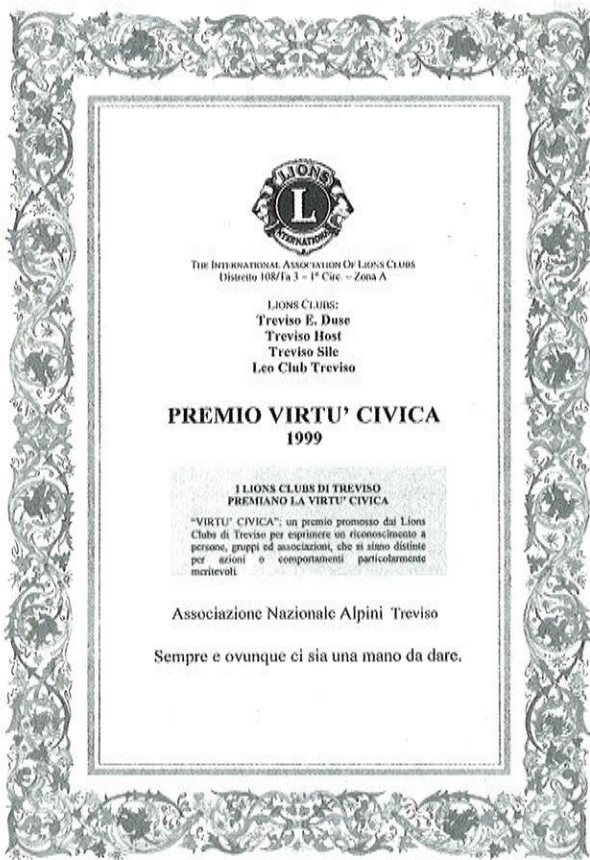 LIONS
L
INTERNATIONAL
THE INTERNATIONAL ASSOCIATION OF LIONS CLUBS
Distretto 108/Ta 3 – 1ª Circ. – Zona A
LIONS CLUBS:
Treviso E. Duse
Treviso Host
Treviso Sile
Leo Club Treviso
PREMIO VIRTU' CIVICA
1999
I LIONS CLUBS DI TREVISO
PREMIANO LA VIRTU' CIVICA
"VIRTU' CIVICA"; un premio promosso dai Lions
Clubs di Treviso per esprimere un riconoscimento a
persone, gruppi ed associazioni, che si siano distinte
per azioni o comportamenti particolarmente
meritevoli.
Associazione Nazionale Alpini Treviso
Sempre e ovunque ci sia una mano da dare.